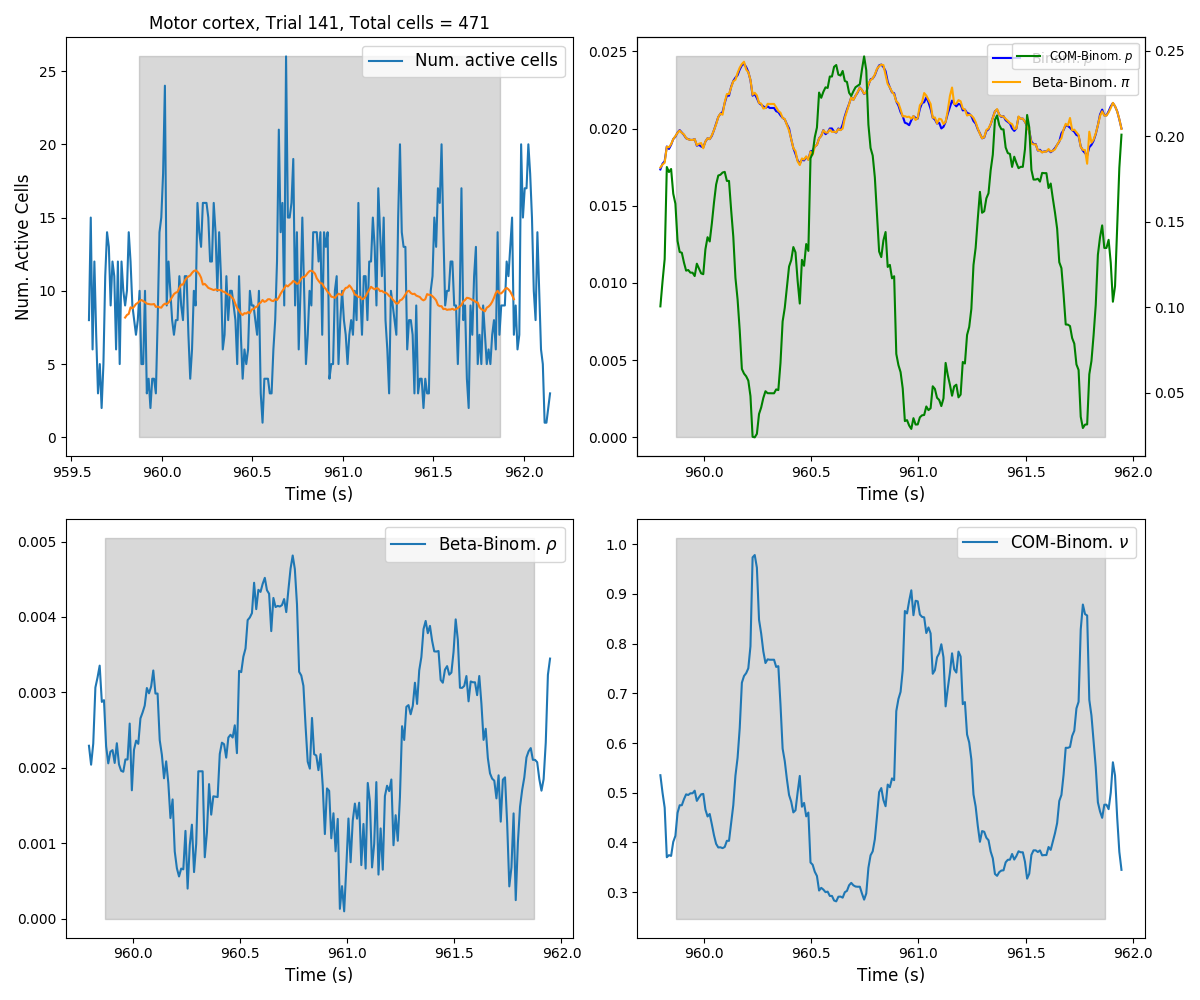 Motor cortex, Trial 141, Total cells = 471
Num. active cells
Num. Active Cells
25
20
15
10
5
0
959.5 960.0 960.5 961.0 961.5 962.0
Time (s)
COM-Binom. p
Beta-Binom. π
0.025
0.020
0.015
0.010
0.005
0.000
0.25
0.20
0.15
0.10
0.05
960.0 960.5 961.0 961.5 962.0
Time (s)
Beta-Binom. ρ
0.005
0.004
0.003
0.002
0.001
0.000
960.0 960.5 961.0 961.5 962.0
Time (s)
COM-Binom. ν
1.0
0.9
0.8
0.7
0.6
0.5
0.4
0.3
960.0 960.5 961.0 961.5 962.0
Time (s)